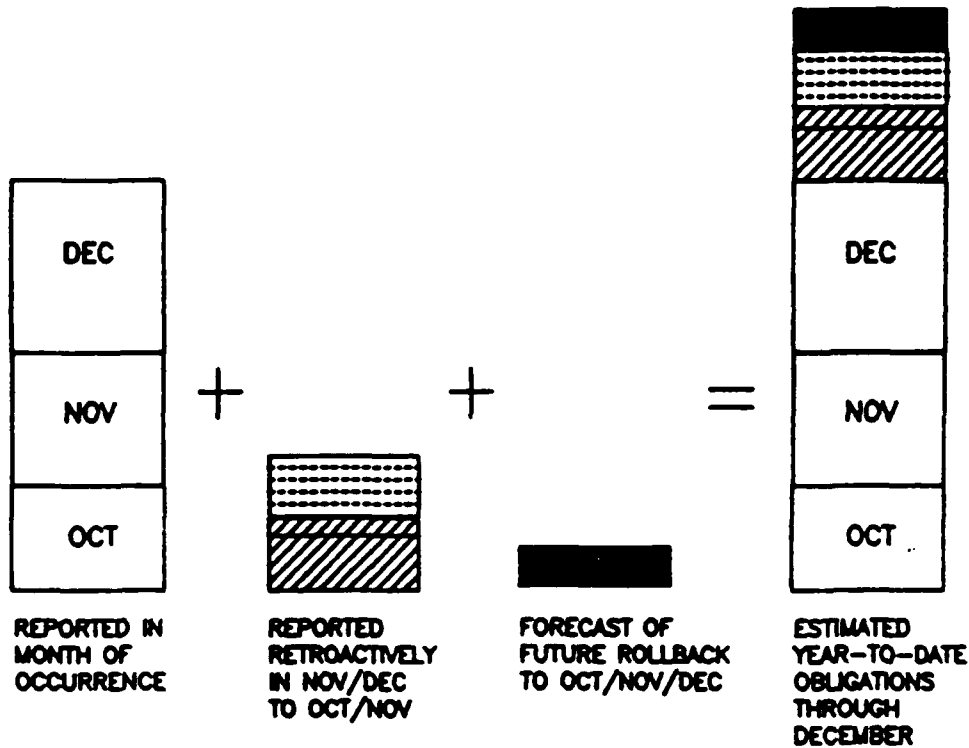 DEC
NOV
OCT
+
+
=
DEC
NOV
OCT
REPORTED IN
MONTH OF
OCCURRENCE
REPORTED
RETROACTIVELY
IN NOV/DEC
TO OCT/NOV
FORECAST OF
FUTURE ROLLBACK
TO OCT/NOV/DEC
ESTIMATED
YEAR-TO-DATE
OBLIGATIONS
THROUGH
DECEMBER